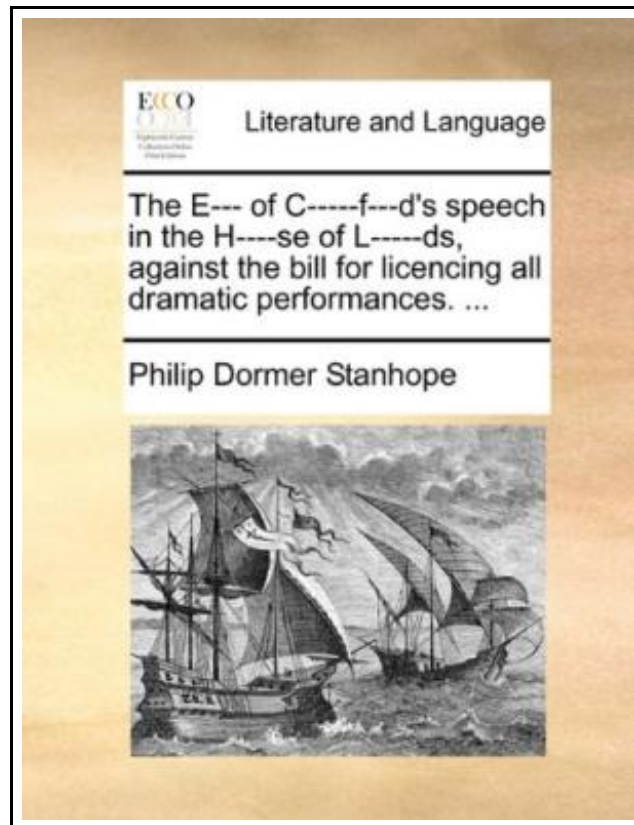 ECCO
Literature and Language
The E--- of C-----f---d's speech
in the H----se of L-----ds,
against the bill for licencing all
dramatic performances. ...
Philip Dormer Stanhope